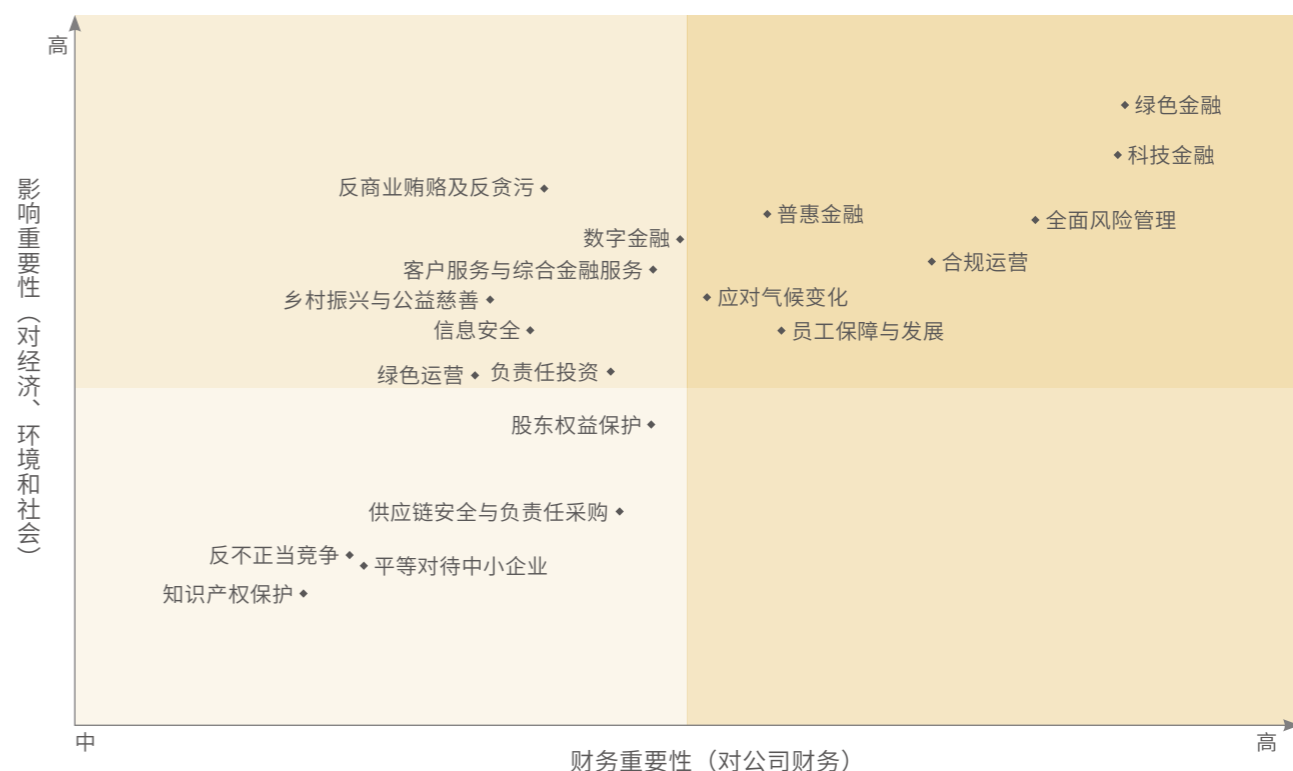 高
绿色金融
科技金融
反商业贿赂及反贪污
普惠金融
全面风险管理
数字金融
合规运营
客户服务与综合金融服务
乡村振兴与公益慈善
应对气候变化
信息安全
员工保障与发展
绿色运营
负责任投资
股东权益保护
供应链安全与负责任采购
反不正当竞争
平等对待中小企业
知识产权保护
影响重要性（对经济、环境和社会）
中
高
财务重要性（对公司财务）